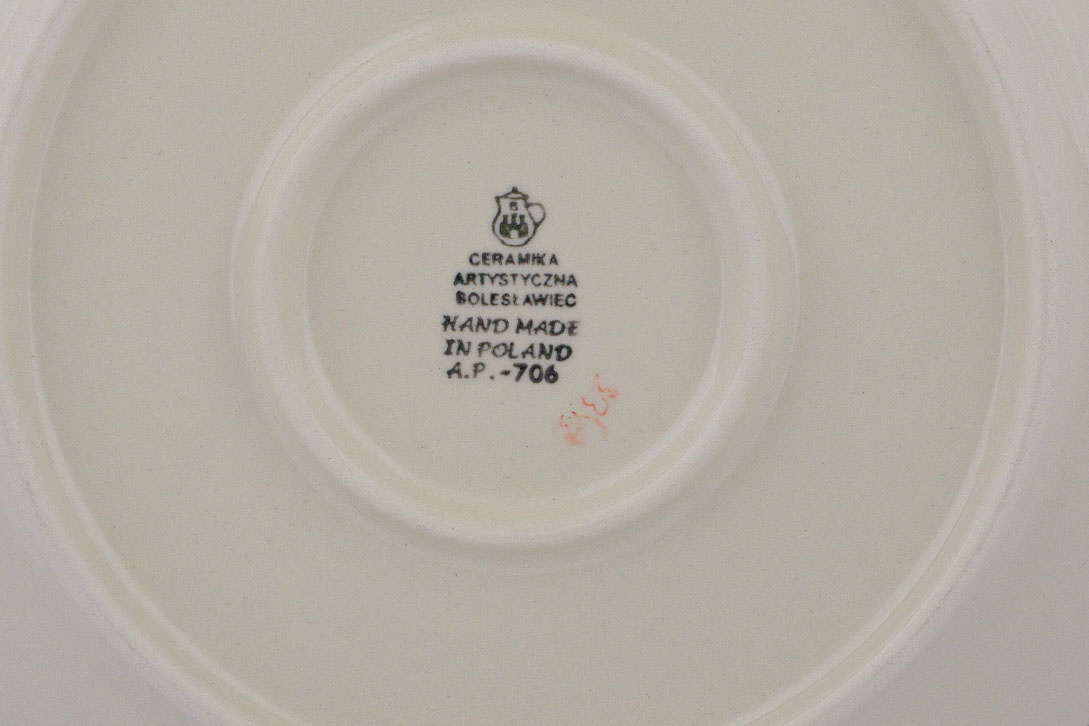 B
CERAMIKA
ARTYSTYCZNA
BOLESŁAWIEC
HAND MADE
IN POLAND
A.P.-706